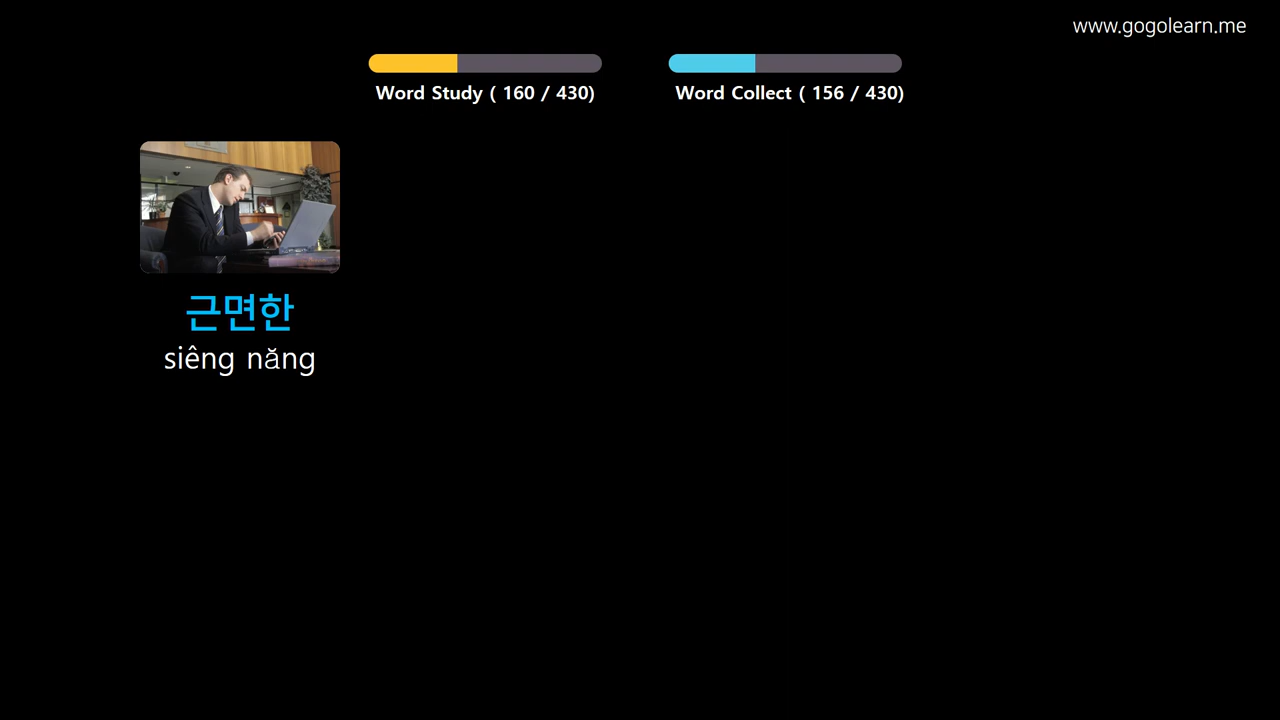 www.gogolearn.me
Word Study ( 160 / 430)
Word Collect ( 156 / 430)
근면한
siêng năng